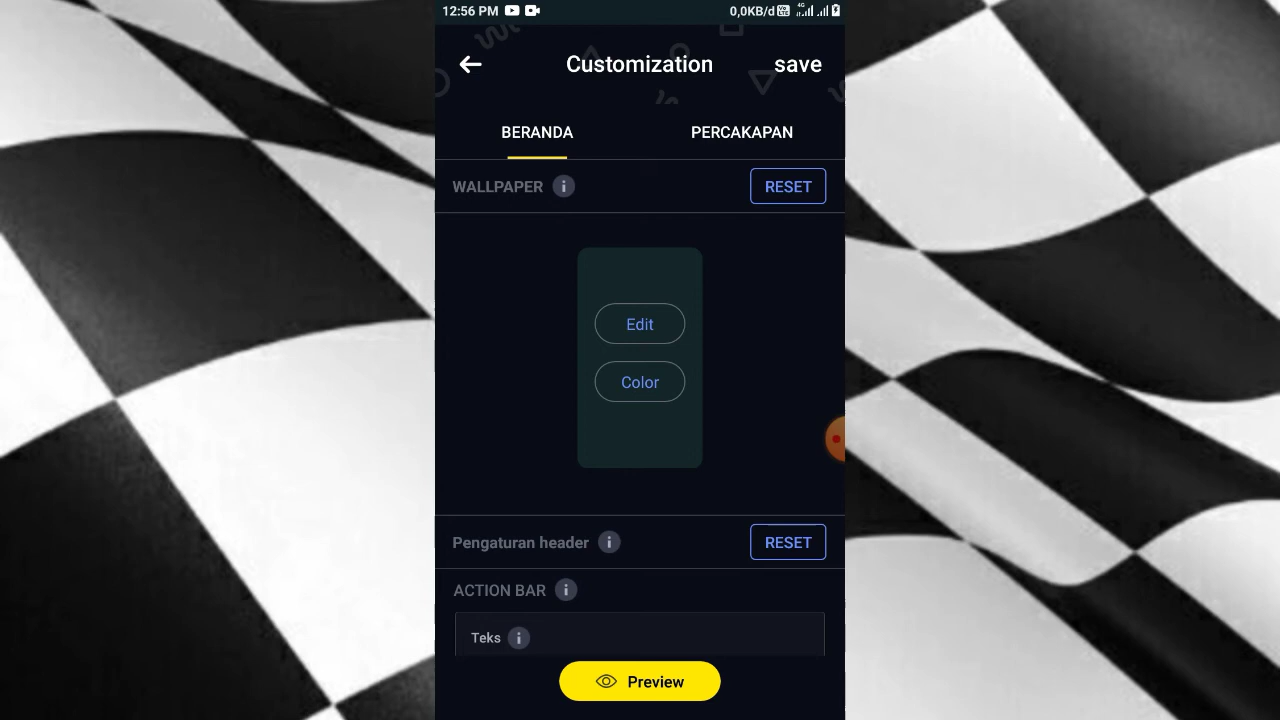 12:56 PM 0,0KB/d 4G
Customization save
BERANDA PERCAKAPAN
WALLPAPER RESET
Edit
Color
Pengaturan header RESET
ACTION BAR
Teks
Preview